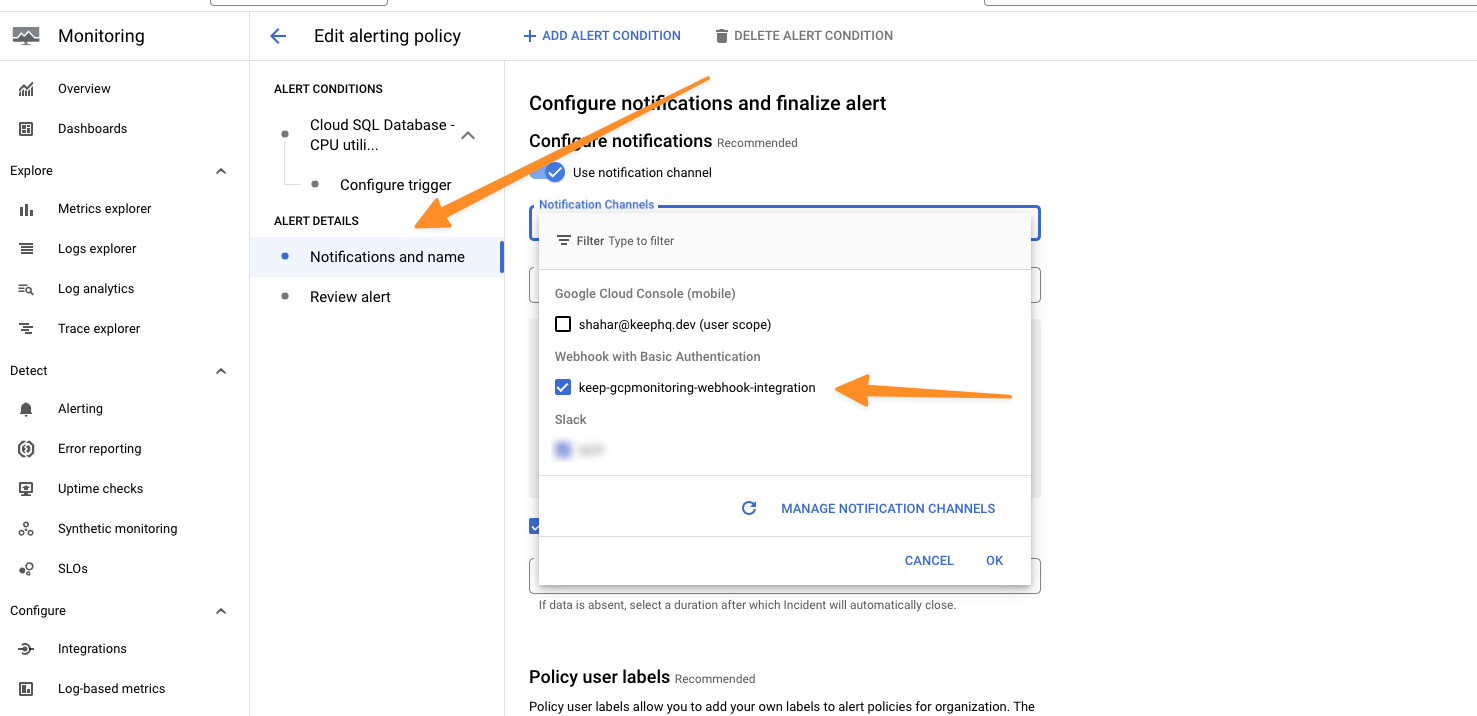 Monitoring
Edit alerting policy
ADD ALERT CONDITION
DELETE ALERT CONDITION
Overview
Dashboards
Explore
Metrics explorer
Logs explorer
Log analytics
Trace explorer
Detect
Alerting
Error reporting
Uptime checks
Synthetic monitoring
SLOs
Configure
Integrations
Log-based metrics
ALERT CONDITIONS
Cloud SQL Database -
CPU utili...
Configure trigger
ALERT DETAILS
Notifications and name
Review alert
Configure notifications and finalize alert
Configure notifications Recommended
Use notification channel
Notification Channels
Filter Type to filter
Google Cloud Console (mobile)
shahar@keephq.dev (user scope)
Webhook with Basic Authentication
keep-gcpmonitoring-webhook-integration
Slack
MANAGE NOTIFICATION CHANNELS
CANCEL OK
If data is absent, select a duration after which Incident will automatically close.
Policy user labels Recommended
Policy user labels allow you to add your own labels to alert policies for organization. The